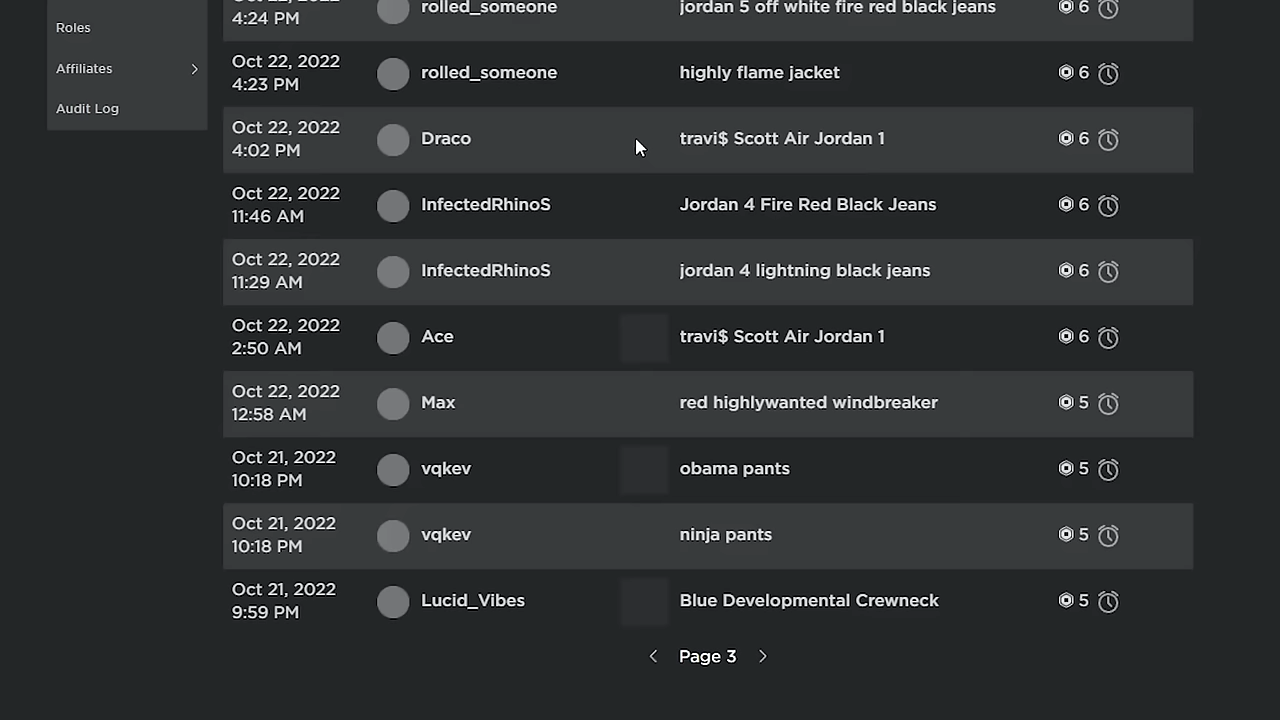 Roles
Affiliates
Audit Log
4:24 PM rolled_someone jordan 5 off white fire red black jeans 6
Oct 22, 2022
4:23 PM rolled_someone highly flame jacket 6
Oct 22, 2022
4:02 PM Draco travi$ Scott Air Jordan 1 6
Oct 22, 2022
11:46 AM InfectedRhinoS Jordan 4 Fire Red Black Jeans 6
Oct 22, 2022
11:29 AM InfectedRhinoS jordan 4 lightning black jeans 6
Oct 22, 2022
2:50 AM Ace travi$ Scott Air Jordan 1 6
Oct 22, 2022
12:58 AM Max red highlywanted windbreaker 5
Oct 21, 2022
10:18 PM vqkev obama pants 5
Oct 21, 2022
10:18 PM vqkev ninja pants 5
Oct 21, 2022
9:59 PM Lucid_Vibes Blue Developmental Crewneck 5
Page 3